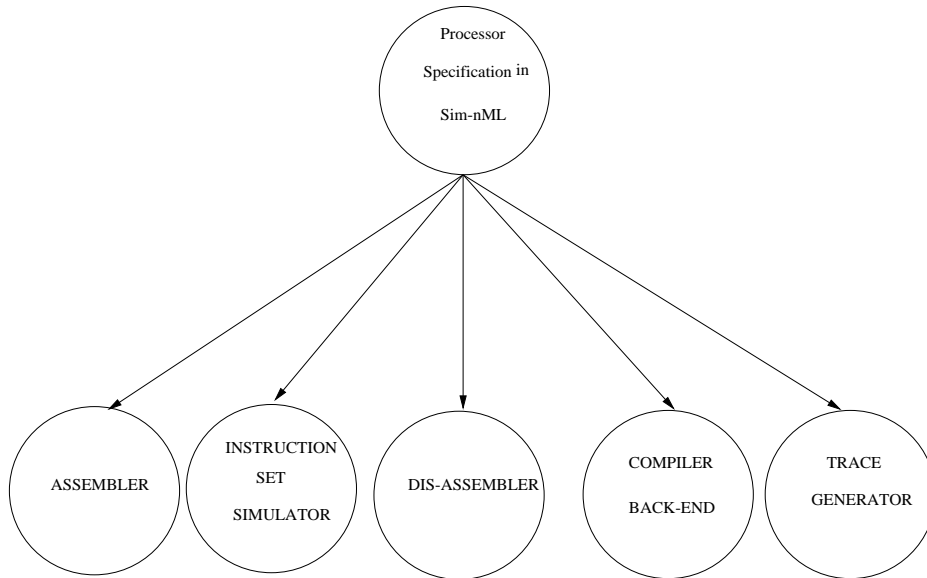 Processor
Specification in
Sim-nML
ASSEMBLER
INSTRUCTION
SET
SIMULATOR
DIS-ASSEMBLER
COMPILER
BACK-END
TRACE
GENERATOR